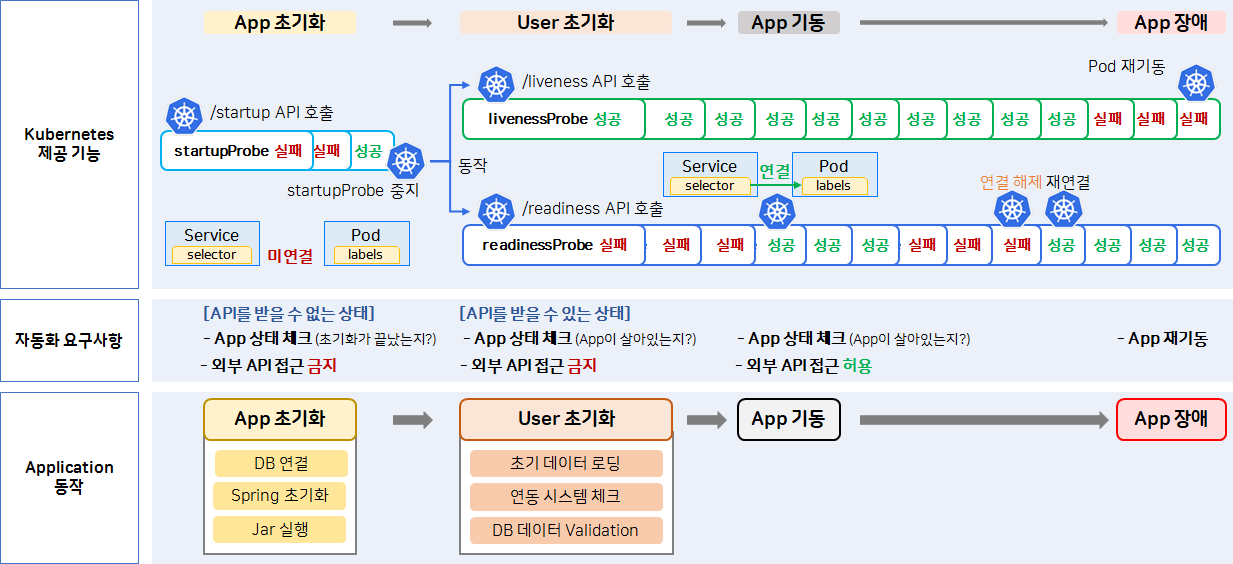 App 초기화
User 초기화
App 기동
App 장애
Kubernetes
제공 기능
/startup API 호출
startupProbe 실패 실패 성공
startupProbe 중지
동작
/liveness API 호출
Pod 재기동
livenessProbe 성공 성공 성공 성공 성공 성공 성공 성공 성공 성공 실패 실패 실패
Service
selector
연결
Pod
labels
/readiness API 호출
연결 해제 재연결
readinessProbe 실패 실패 실패 성공 성공 성공 실패 실패 실패 성공 성공 성공 성공
Service
selector
미연결
Pod
labels
자동화 요구사항
[API를 받을 수 없는 상태]
- App 상태 체크 (초기화가 끝났는지?)
- 외부 API 접근 금지
[API를 받을 수 있는 상태]
- App 상태 체크 (App이 살아있는지?)
- 외부 API 접근 금지
- App 상태 체크 (App이 살아있는지?)
- 외부 API 접근 허용
- App 재기동
Application
동작
App 초기화
DB 연결
Spring 초기화
Jar 실행
User 초기화
초기 데이터 로딩
연동 시스템 체크
DB 데이터 Validation
App 기동
App 장애